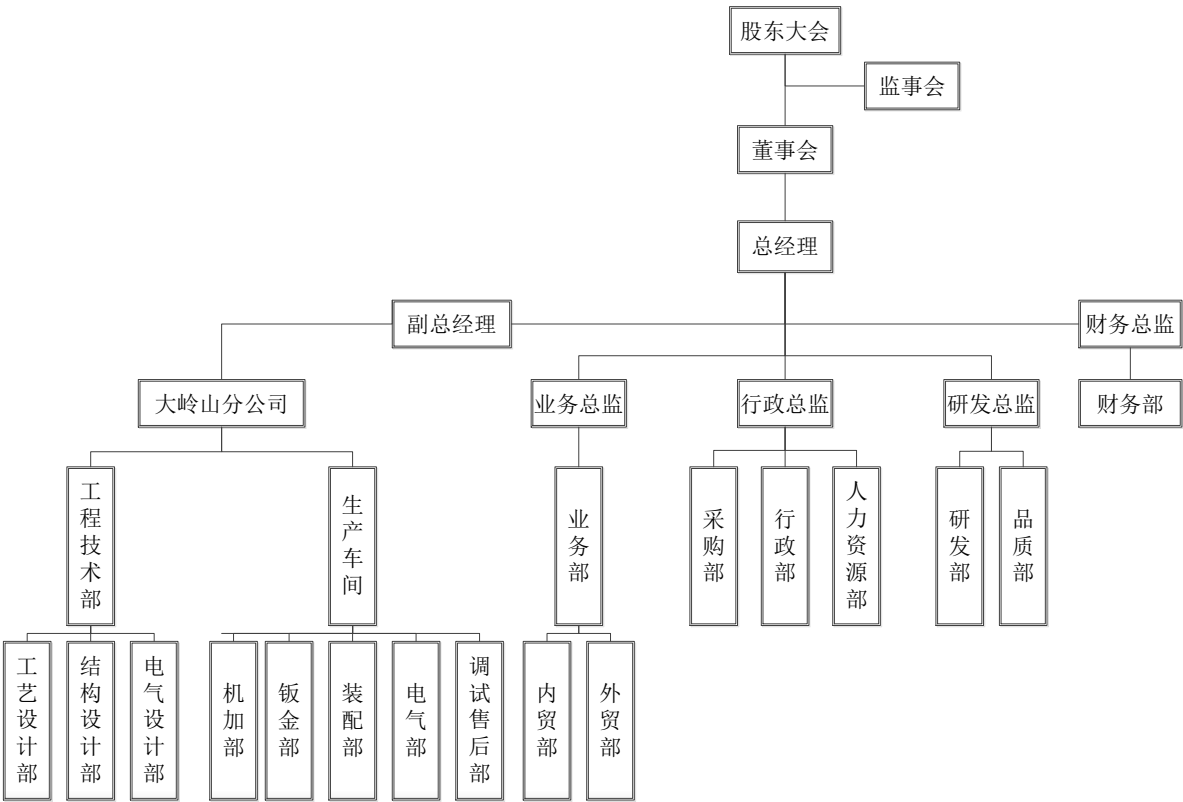 股东大会
监事会
董事会
总经理
副总经理
财务总监
大岭山分公司
业务总监
行政总监
研发总监
财务部
工程技术部
生产车间
业务部
采购部
行政部
人力资源部
研发部
品质部
工艺设计部
结构设计部
电气设计部
机加部
钣金部
装配部
电气部
调试售后部
内贸部
外贸部